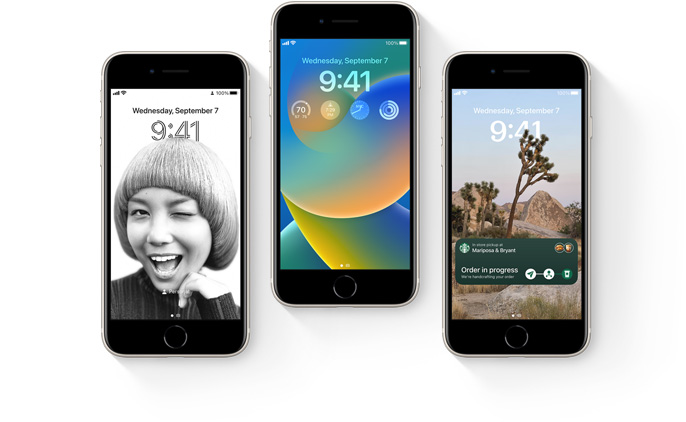 100%
Wednesday, September 7
9:41
100%
Wednesday, September 7
9:41
70
100%
Wednesday, September 7
9:41
In store pickup at
Mariposa & Bryant
Order in progress
We're handcrafting your order